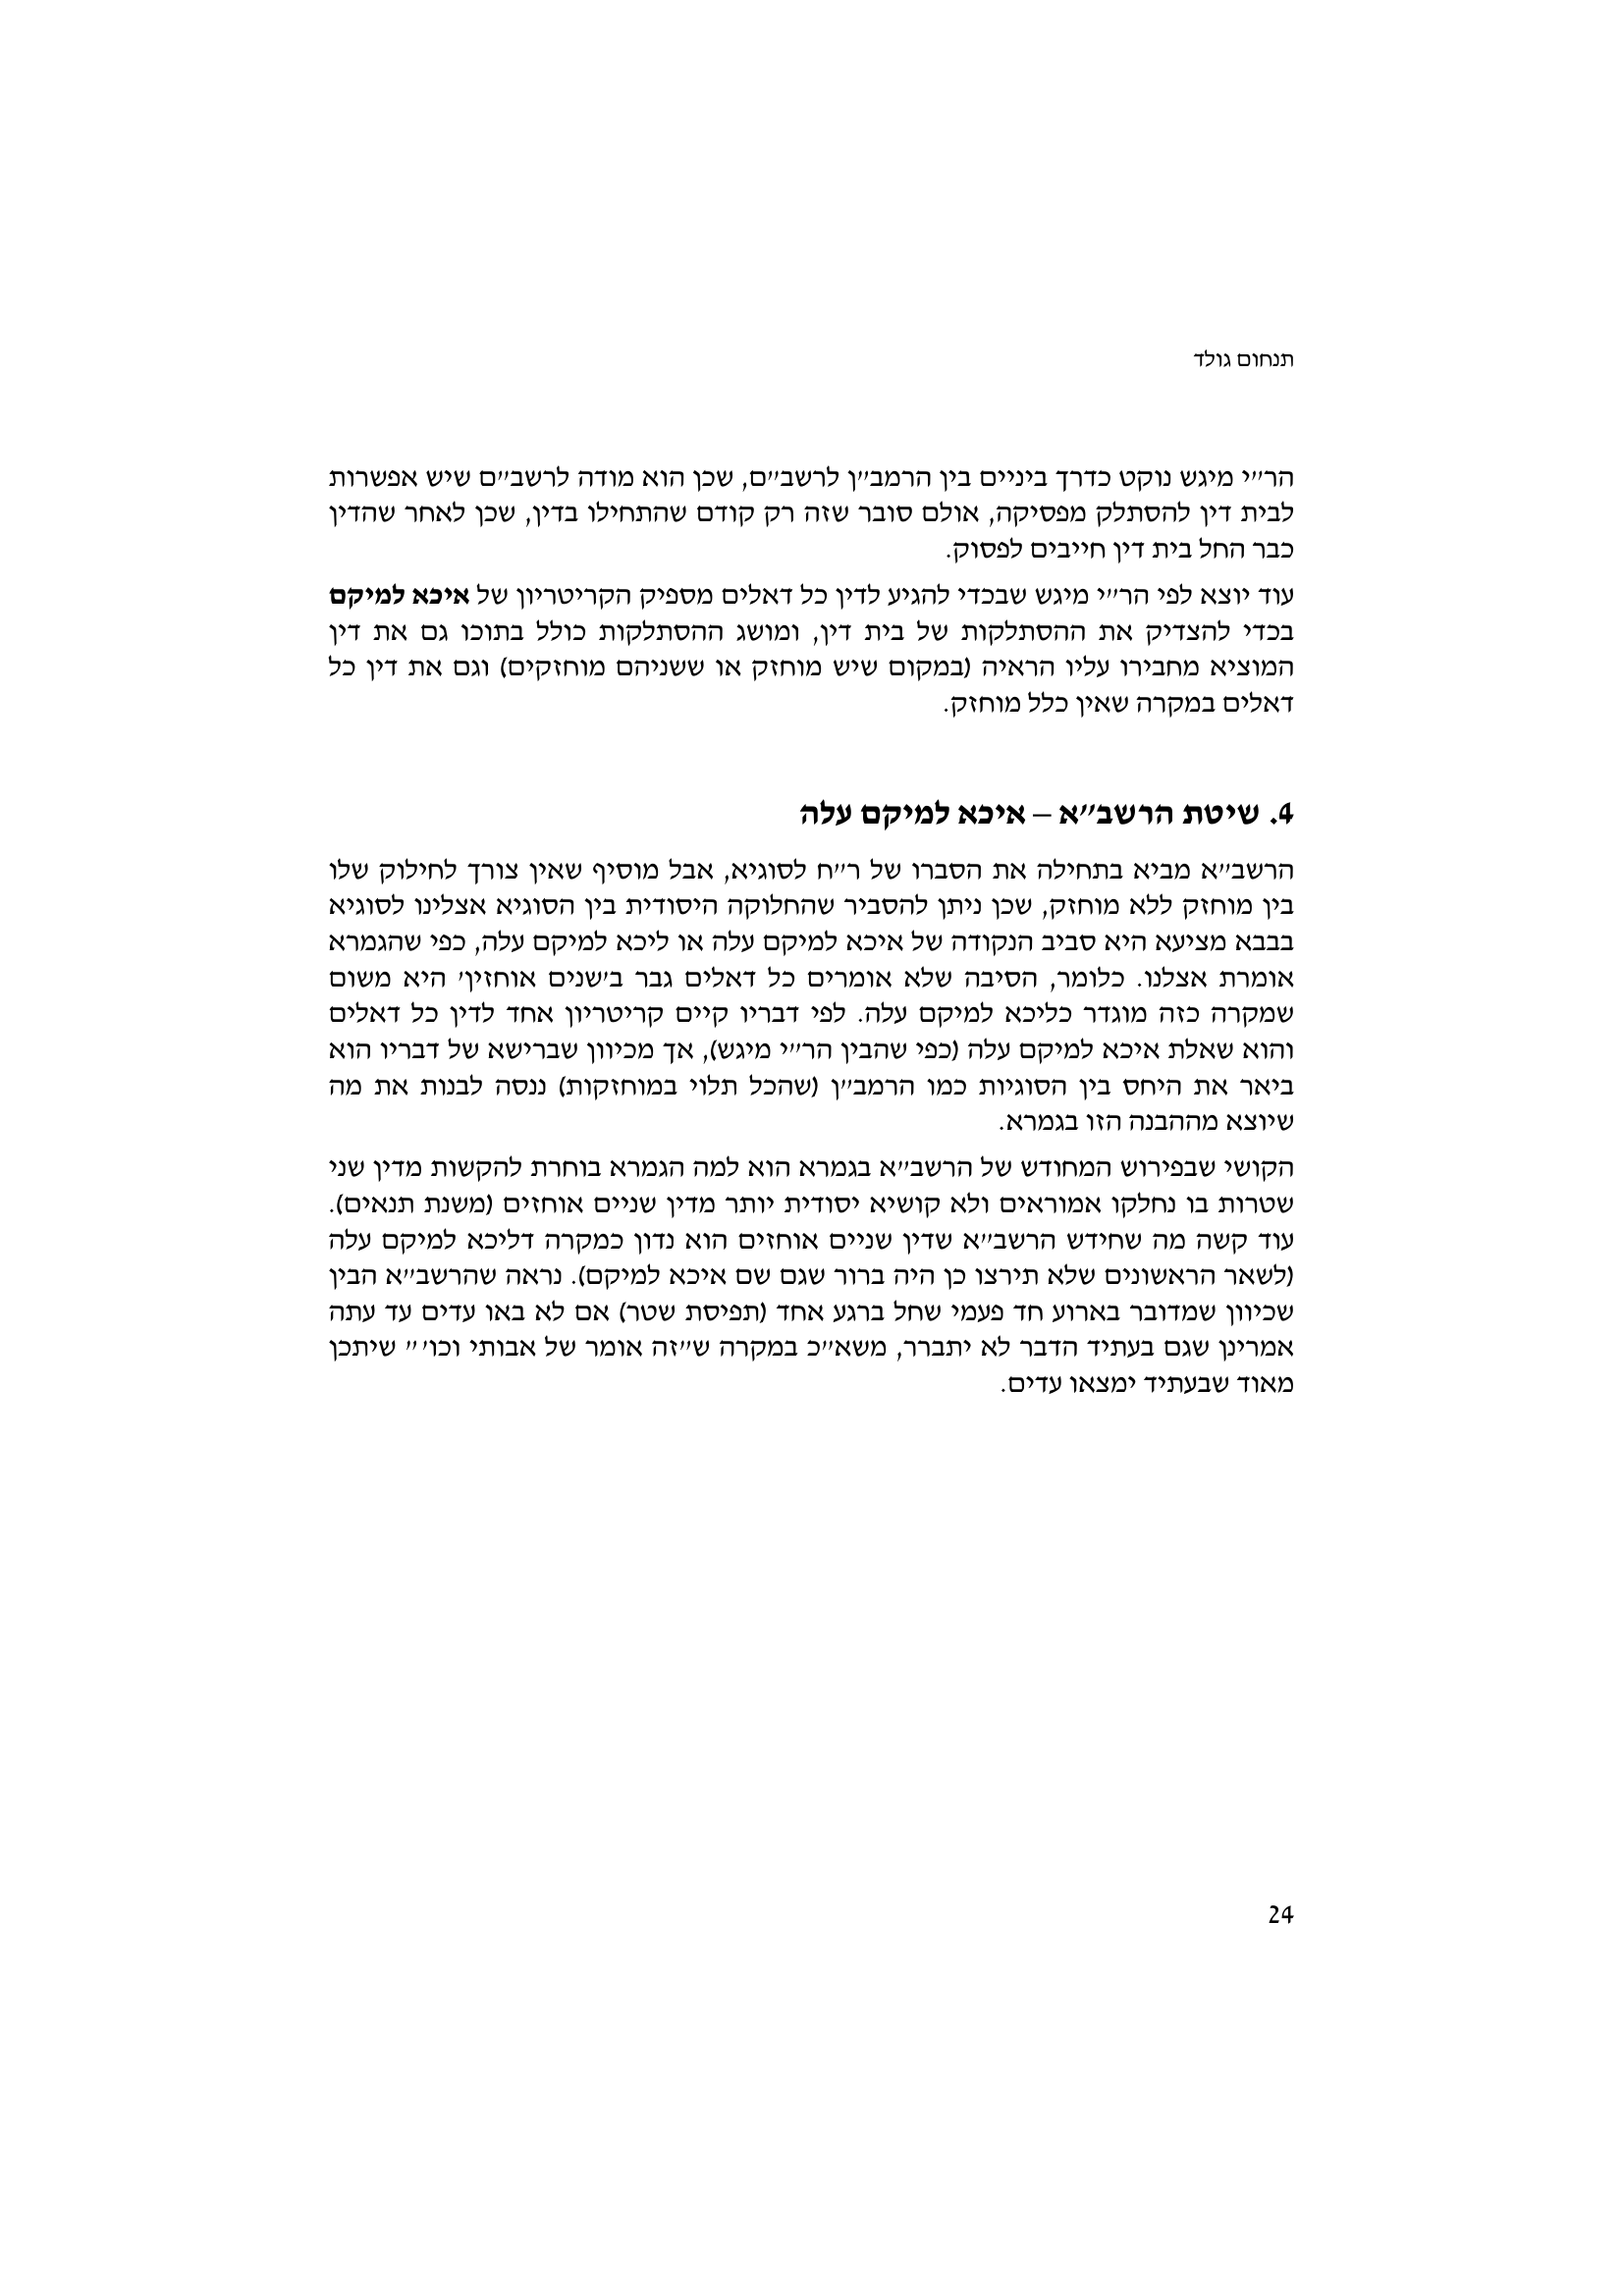 תנחום גולד
הר״י מיגש נוקט כדרך ביניים בין הרמב״ן לרשב״ם, שכן הוא מודה לרשב״ם שיש אפשרות
לבית דין להסתלק מפסיקה, אולם סובר שזה רק קודם שהתחילו בדין, שכן לאחר שהדין
כבר החל בית דין חייבים לפסוק.
עוד יוצא לפי הר״י מיגש שבכדי להגיע לדין כל דאלים מספיק הקריטריון של איכא למיקם
בכדי להצדיק את ההסתלקות של בית דין, ומושג ההסתלקות כולל בתוכו גם את דין
המוציא מחבירו עליו הראיה (במקום שיש מוחזק או ששניהם מוחזקים) וגם את דין כל
דאלים במקרה שאין כלל מוחזק.
4. שיטת הרשב״א – איכא למיקם עלה
הרשב״א מביא בתחילה את הסברו של ר״ח לסוגיא, אבל מוסיף שאין צורך לחילוק שלו
בין מוחזק ללא מוחזק, שכן ניתן להסביר שהחלוקה היסודית בין הסוגיא אצלינו לסוגיא
בבבא מציעא היא סביב הנקודה של איכא למיקם עלה או ליכא למיקם עלה, כפי שהגמרא
אומרת אצלנו. כלומר, הסיבה שלא אומרים כל דאלים גבר ב׳שנים אוחזין׳ היא משום
שמקרה כזה מוגדר כליכא למיקם עלה. לפי דבריו קיים קריטריון אחד לדין כל דאלים
והוא שאלת איכא למיקם עלה (כפי שהבין הר״י מיגש), אך מכיוון שברישא של דבריו הוא
ביאר את היחס בין הסוגיות כמו הרמב״ן (שהכל תלוי במוחזקות) ננסה לבנות את מה
שיוצא מההבנה הזו בגמרא.
הקושי שבפירוש המחודש של הרשב״א בגמרא הוא למה הגמרא בוחרת להקשות מדין שני
שטרות בו נחלקו אמוראים ולא קושיא יסודית יותר מדין שניים אוחזים (משנת תנאים).
עוד קשה מה שחידש הרשב״א שדין שניים אוחזים הוא נדון כמקרה דליכא למיקם עלה
(לשאר הראשונים שלא תירצו כן היה ברור שגם שם איכא למיקם). נראה שהרשב״א הבין
שכיוון שמדובר בארוע חד פעמי שחל ברגע אחד (תפיסת שטר) אם לא באו עדים עד עתה
אמרינן שגם בעתיד הדבר לא יתברר, משא״כ במקרה ש״זה אומר של אבותי וכו׳ ״ שיתכן
מאוד שבעתיד ימצאו עדים.
24